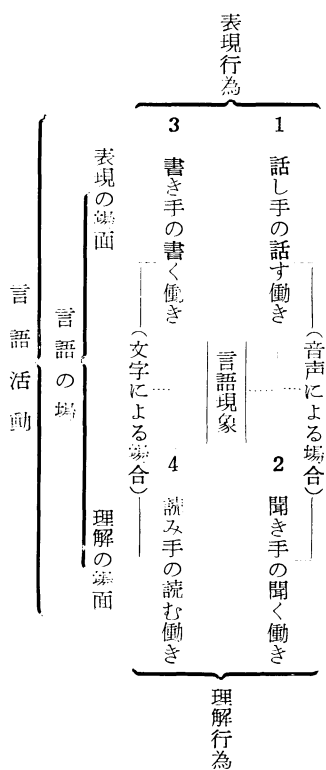 表現行為
（音声による場合）
1 話し手の話す働き
2 聞き手の聞く働き
言語現象
（文字による場合）
3 書き手の書く働き
4 読み手の読む働き
理解行為
表現の場面
理解の場面
言語の場
言語活動